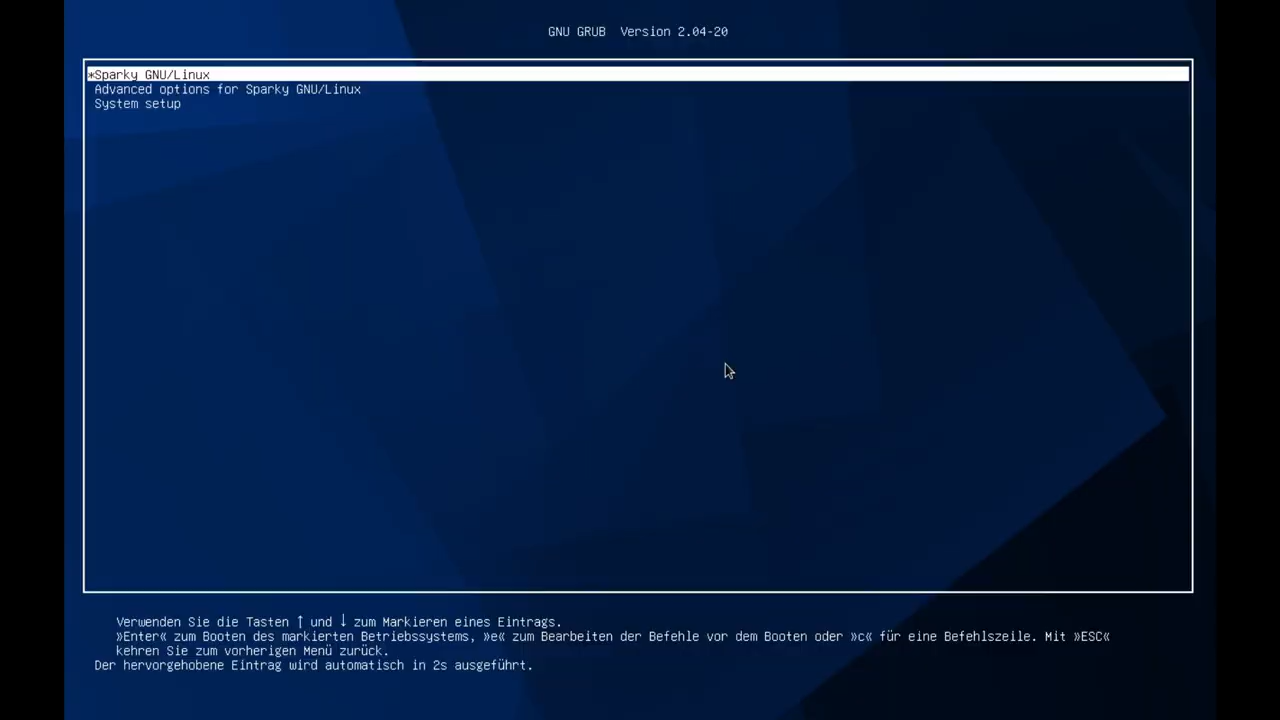 GNU GRUB  Version 2.04-20
*Sparky GNU/Linux
Advanced options for Sparky GNU/Linux
System setup
Verwenden Sie die Tasten ↑ und ↓ zum Markieren eines Eintrags.
»Enter« zum Booten des markierten Betriebssystems, »e« zum Bearbeiten der Befehle vor dem Booten oder »c« für eine Befehlszeile. Mit »ESC«
kehren Sie zum vorherigen Menü zurück.
Der hervorgehobene Eintrag wird automatisch in 2s ausgeführt.